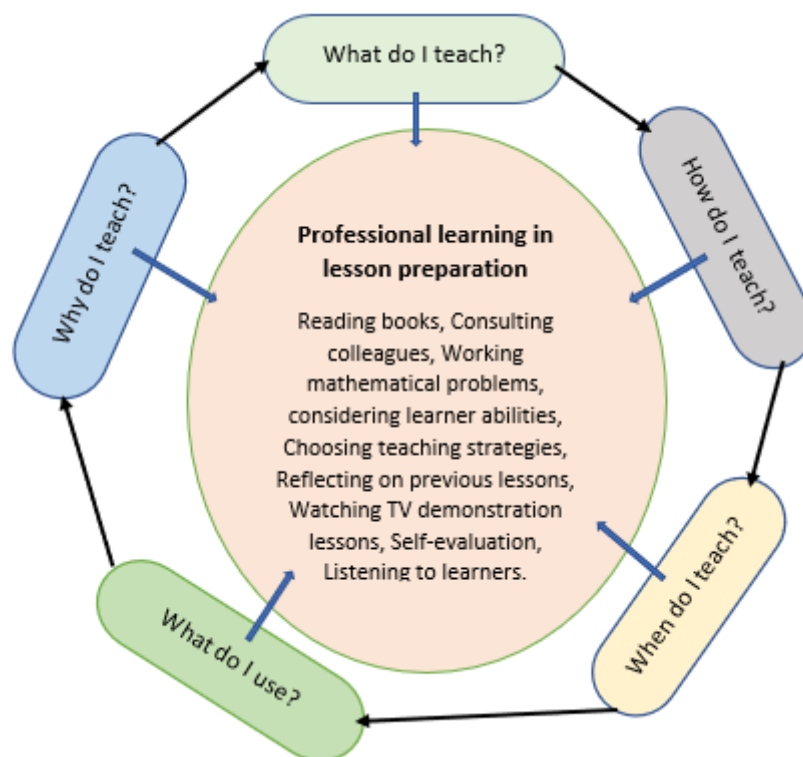 What do I teach?
How do I teach?
When do I teach?
What do I use?
Why do I teach?
Professional learning in
lesson preparation
Reading books, Consulting
colleagues, Working
mathematical problems,
considering learner abilities,
Choosing teaching strategies,
Reflecting on previous lessons,
Watching TV demonstration
lessons, Self-evaluation,
Listening to learners.